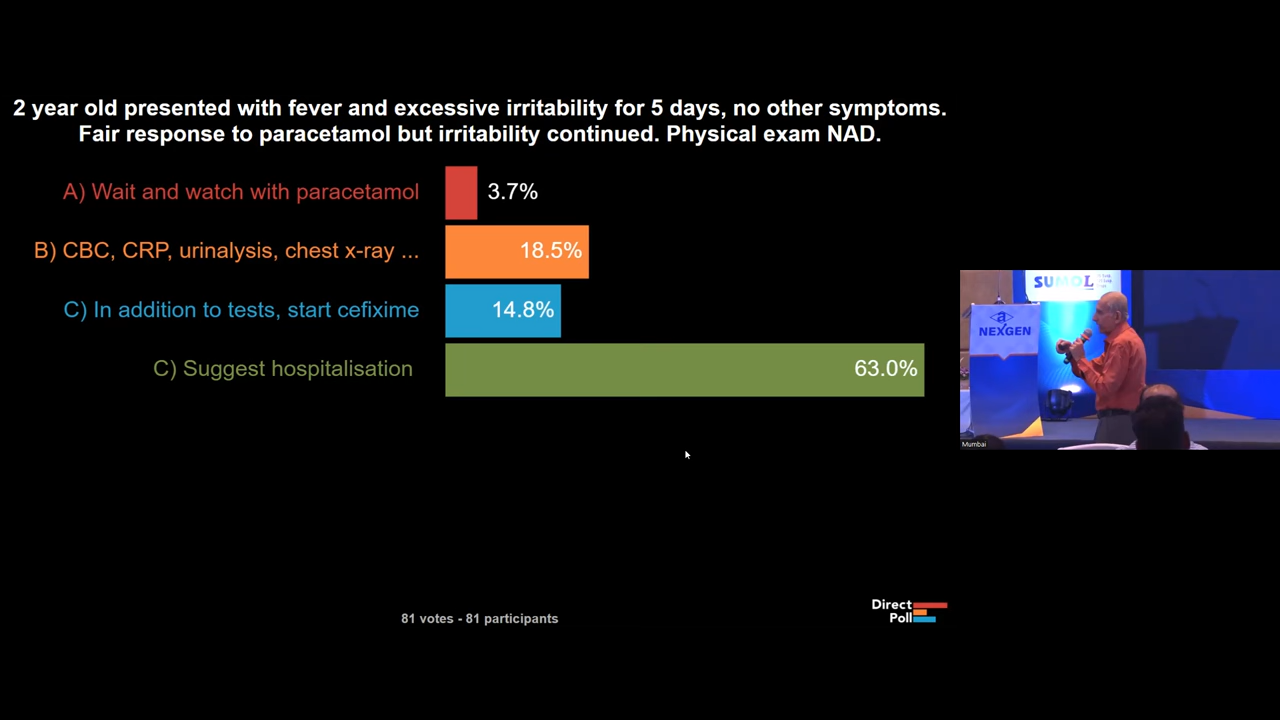 2 year old presented with fever and excessive irritability for 5 days, no other symptoms.
Fair response to paracetamol but irritability continued. Physical exam NAD.
A) Wait and watch with paracetamol
3.7%
B) CBC, CRP, urinalysis, chest x-ray ...
18.5%
C) In addition to tests, start cefixime
14.8%
C) Suggest hospitalisation
63.0%
81 votes - 81 participants
Direct
Poll
SUMOL
a
NEXGEN
Mumbai